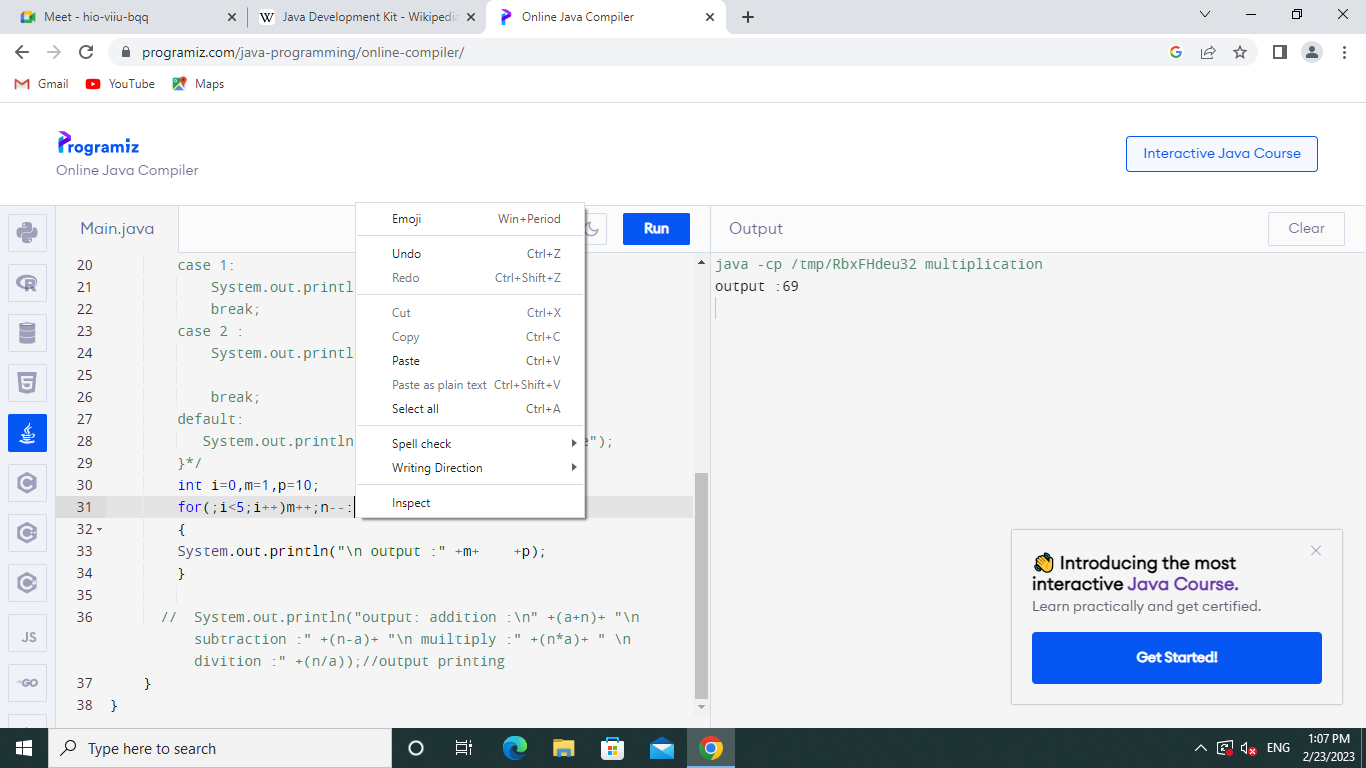 Meet - hio-viiu-bqq
Java Development Kit - Wikipedia
Online Java Compiler
programiz.com/java-programming/online-compiler/
Gmail YouTube Maps
Programiz
Online Java Compiler
Interactive Java Course
Main.java
Run
Output
Clear
Emoji Win+Period
Undo Ctrl+Z
Redo Ctrl+Shift+Z
Cut Ctrl+X
Copy Ctrl+C
Paste Ctrl+V
Paste as plain text Ctrl+Shift+V
Select all Ctrl+A
Spell check
Writing Direction
Inspect
20 case 1:
21 System.out.printl
22 break;
23 case 2 :
24 System.out.printl
25
26 break;
27 default:
28 System.out.println e");
29 }*/
30 int i=0,m=1,p=10;
31 for(;i<5;i++)m++;n--:
32 {
33 System.out.println("\n output :" +m+    +p);
34 }
35
36 //  System.out.println("output: addition :\n" +(a+n)+ "\n
subtraction :" +(n-a)+ "\n muiltiply :" +(n*a)+ " \n
divition :" +(n/a));//output printing
37 }
38 }
java -cp /tmp/RbxFHdeu32 multiplication
output :69
JS
GO
Introducing the most
interactive Java Course.
Learn practically and get certified.
Get Started!
Type here to search
ENG
1:07 PM
2/23/2023